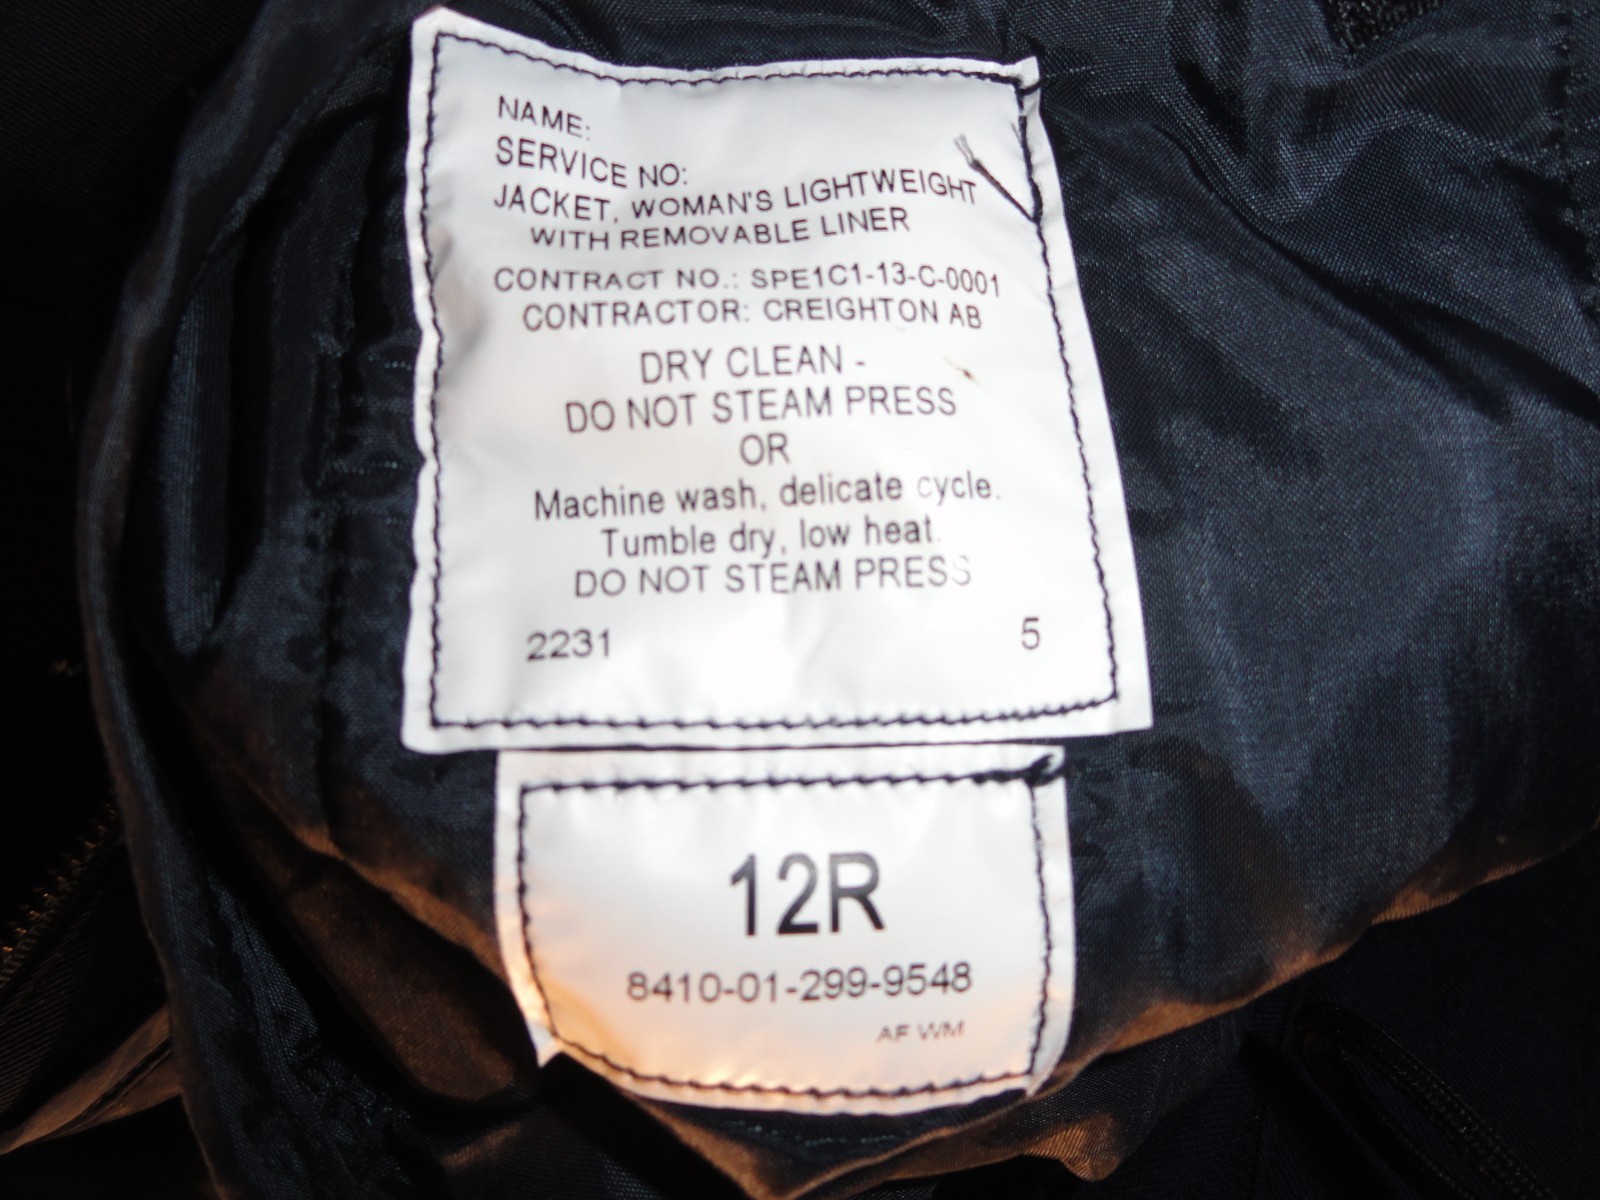 NAME:
SERVICE NO:
JACKET, WOMAN'S LIGHTWEIGHT
WITH REMOVABLE LINER
CONTRACT NO.: SPE1C1-13-C-0001
CONTRACTOR: CREIGHTON AB
DRY CLEAN -
DO NOT STEAM PRESS
OR
Machine wash, delicate cycle.
Tumble dry, low heat.
DO NOT STEAM PRESS
2231 5
12R
8410-01-299-9548
AF WM